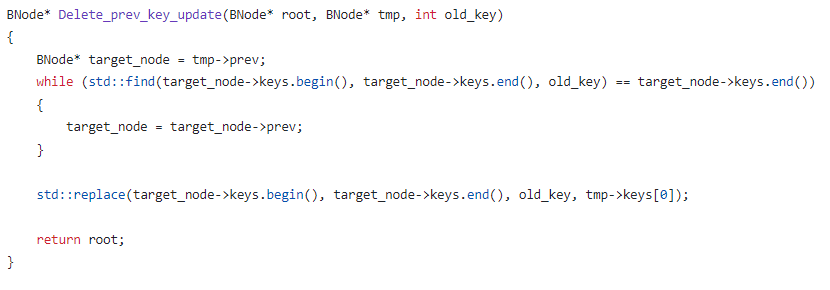 BNode* Delete_prev_key_update(BNode* root, BNode* tmp, int old_key)
{
    BNode* target_node = tmp->prev;
    while (std::find(target_node->keys.begin(), target_node->keys.end(), old_key) == target_node->keys.end())
    {
        target_node = target_node->prev;
    }

    std::replace(target_node->keys.begin(), target_node->keys.end(), old_key, tmp->keys[0]);

    return root;
}